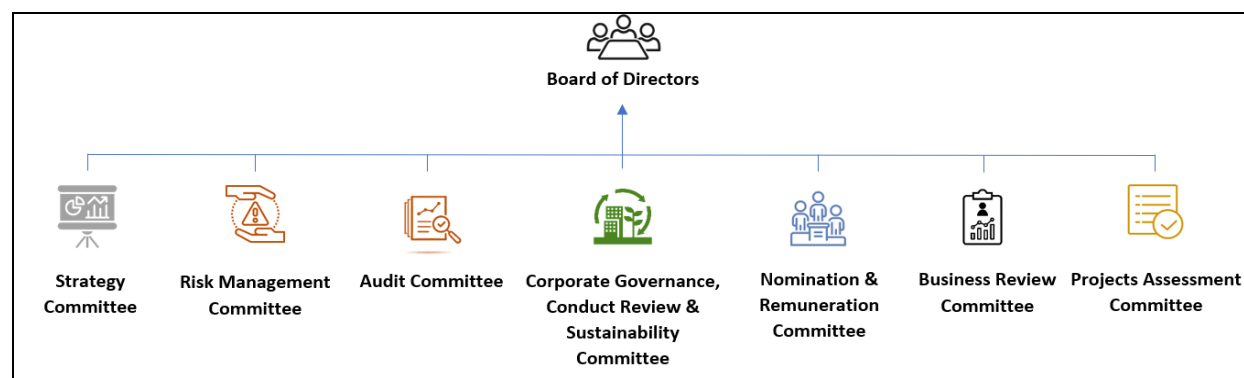 Board of Directors
Strategy
Committee
Risk Management
Committee
Audit Committee
Corporate Governance,
Conduct Review &
Sustainability
Committee
Nomination &
Remuneration
Committee
Business Review
Committee
Projects Assessment
Committee